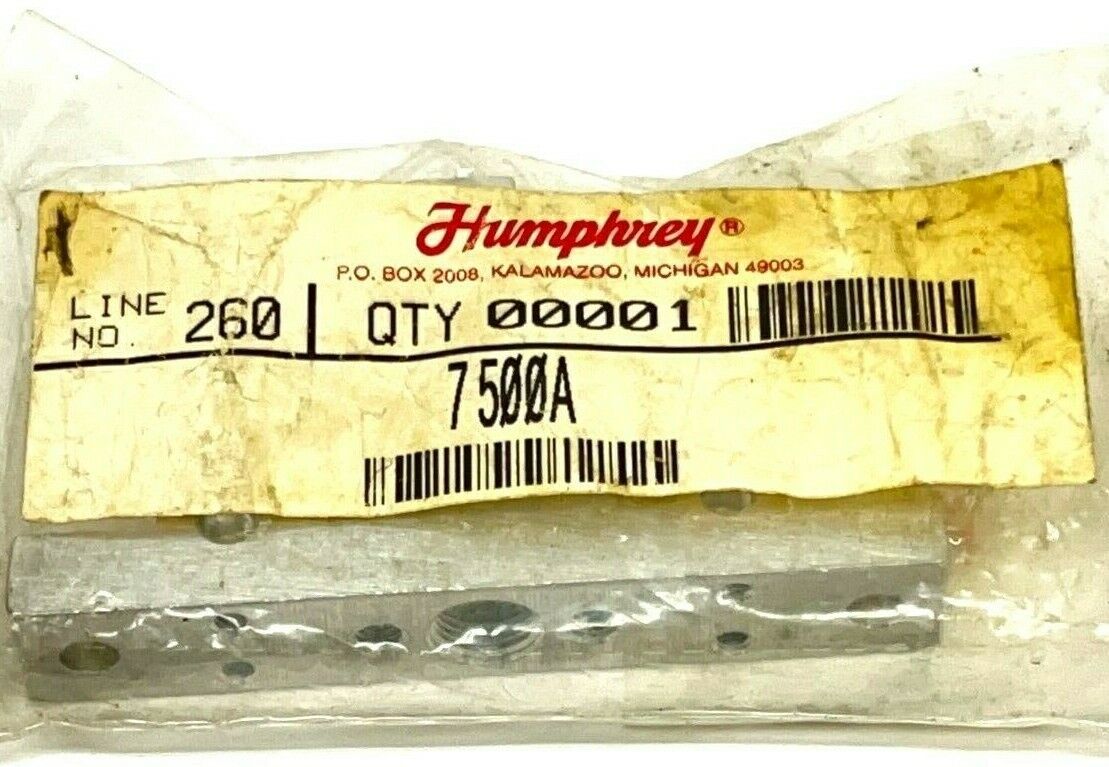 Humphrey®
P.O. BOX 2008, KALAMAZOO, MICHIGAN 49003
LINE NO. 260 QTY 00001
7500A